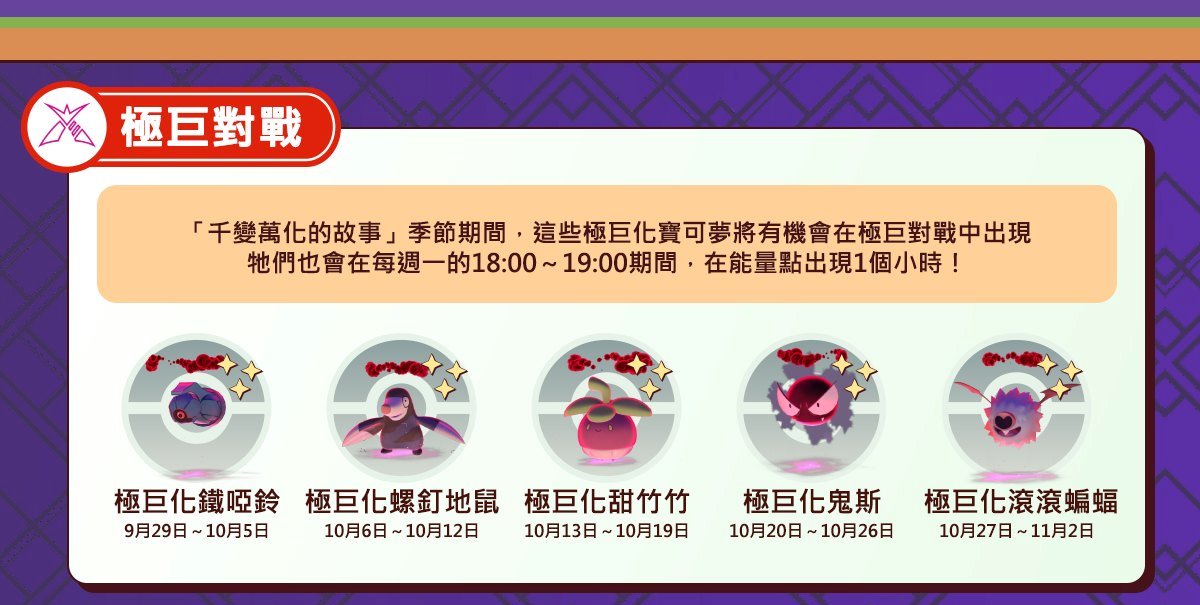 極巨對戰
「千變萬化的故事」季節期間，這些極巨化寶可夢將有機會在極巨對戰中出現
牠們也會在每週一的18:00～19:00期間，在能量點出現1個小時！
極巨化鐵啞鈴
9月29日～10月5日
極巨化螺釘地鼠
10月6日～10月12日
極巨化甜竹竹
10月13日～10月19日
極巨化鬼斯
10月20日～10月26日
極巨化滾滾蝙蝠
10月27日～11月2日